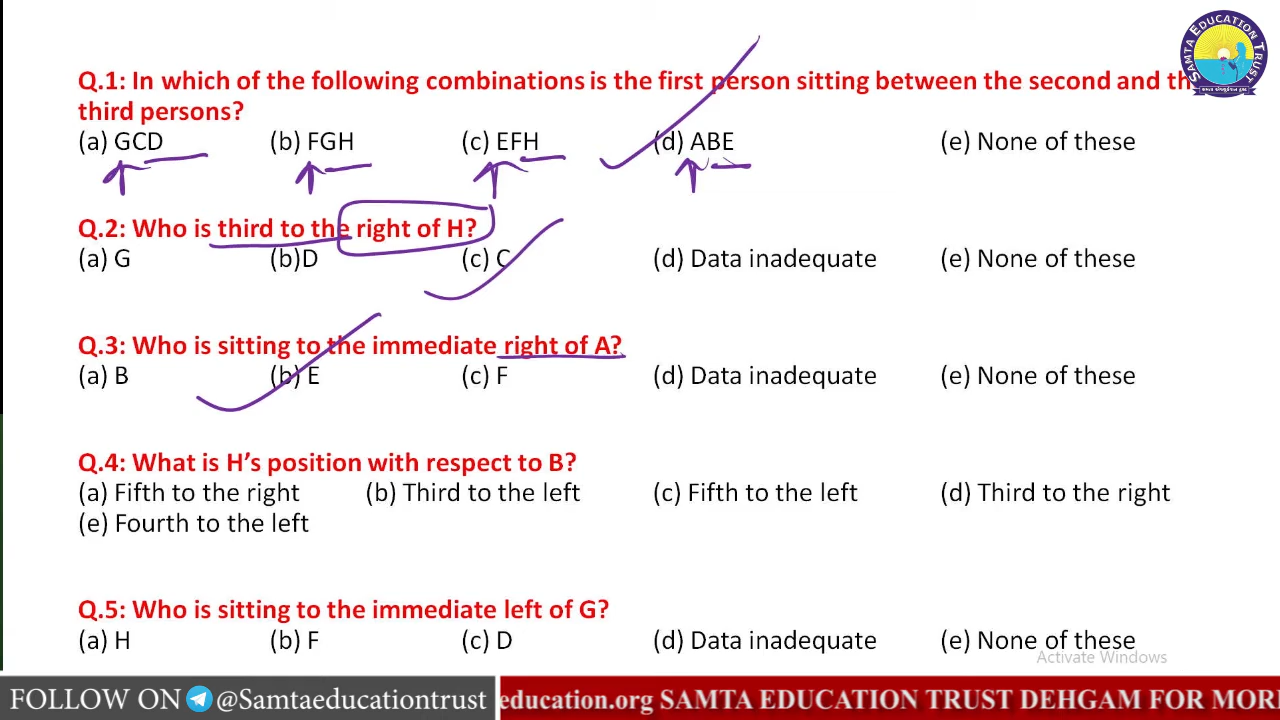 Q.1: In which of the following combinations is the first person sitting between the second and th
third persons?
(a) GCD (b) FGH (c) EFH (d) ABE (e) None of these
Q.2: Who is third to the right of H?
(a) G (b)D (c) C (d) Data inadequate (e) None of these
Q.3: Who is sitting to the immediate right of A?
(a) B (b) E (c) F (d) Data inadequate (e) None of these
Q.4: What is H’s position with respect to B?
(a) Fifth to the right (b) Third to the left (c) Fifth to the left (d) Third to the right
(e) Fourth to the left
Q.5: Who is sitting to the immediate left of G?
(a) H (b) F (c) D (d) Data inadequate (e) None of these
Activate Windows
FOLLOW ON @Samtaeducationtrust education.org SAMTA EDUCATION TRUST DEHGAM FOR MOR
SAMTA EDUCATION TRUST